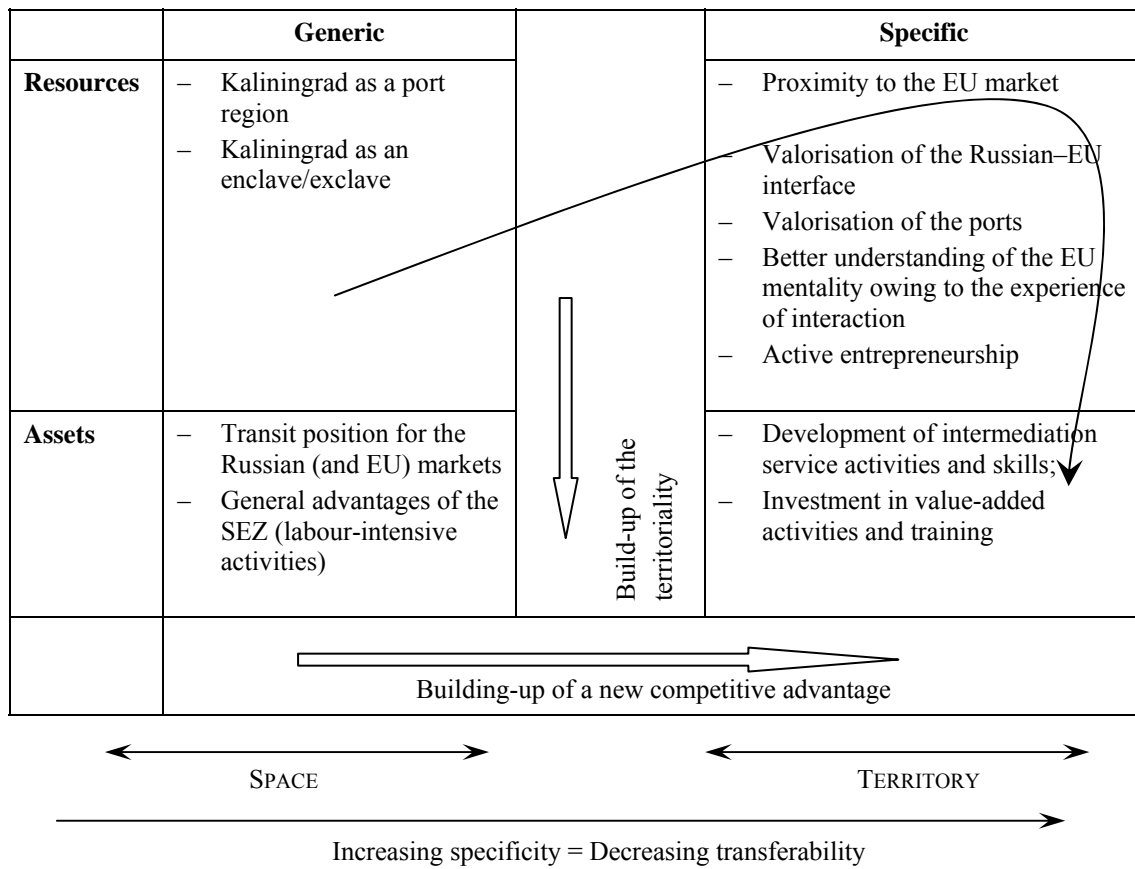 Generic
Specific
Resources
– Kaliningrad as a port
region
– Kaliningrad as an
enclave/exclave
– Proximity to the EU market
– Valorisation of the Russian–EU
interface
– Valorisation of the ports
– Better understanding of the EU
mentality owing to the experience
of interaction
– Active entrepreneurship
Assets
– Transit position for the
Russian (and EU) markets
– General advantages of the
SEZ (labour-intensive
activities)
Build-up of the
territoriality
– Development of intermediation
service activities and skills;
– Investment in value-added
activities and training
Building-up of a new competitive advantage
SPACE
TERRITORY
Increasing specificity = Decreasing transferability